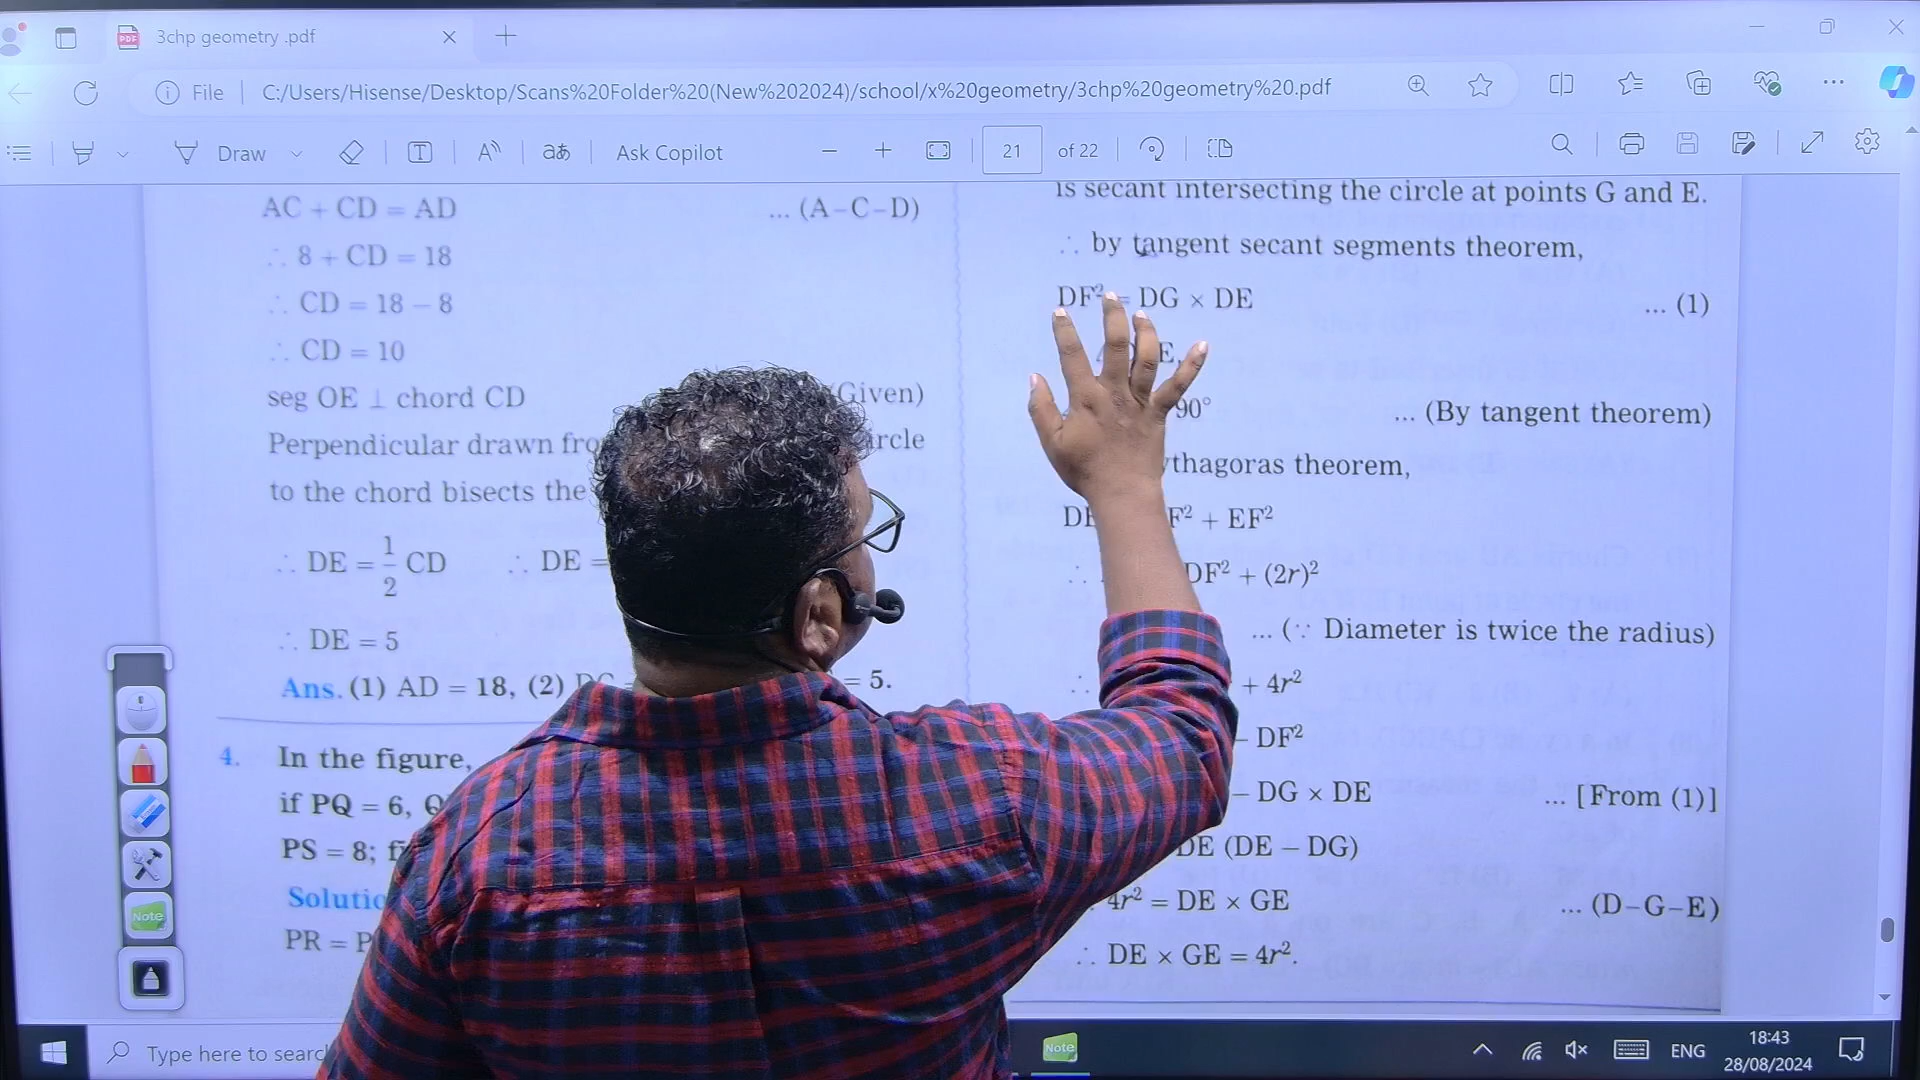 3chp geometry .pdf
File
C:/Users/Hisense/Desktop/Scans%20Folder%20(New%202024)/school/x%20geometry/3chp%20geometry%20.pdf
Draw
T
A
aあ
Ask Copilot
21 of 22
AC + CD = AD ... (A–C–D)
∴ 8 + CD = 18
∴ CD = 18 – 8
∴ CD = 10
seg OE ⊥ chord CD (Given)
Perpendicular drawn
to the chord bisects the
∴ DE = 1/2 CD ∴ DE =
∴ DE = 5
Ans. (1) AD = 18, (2) = 5.
4. In the figure,
if PQ = 6,
PS = 8;
PR =
is secant intersecting the circle at points G and E.
∴ by tangent secant segments theorem,
DF² = DG × DE ... (1)
E,
90° ... (By tangent theorem)
theorem,
+ EF²
∴ DF² + (2r)²
... (∵ Diameter is twice the radius)
∴ + 4r²
– DF²
– DG × DE ... [From (1)]
DE (DE – DG)
4r² = DE × GE ... (D–G–E)
∴ DE × GE = 4r².
Note
Type here to
Note
ENG
18:43
28/08/2024